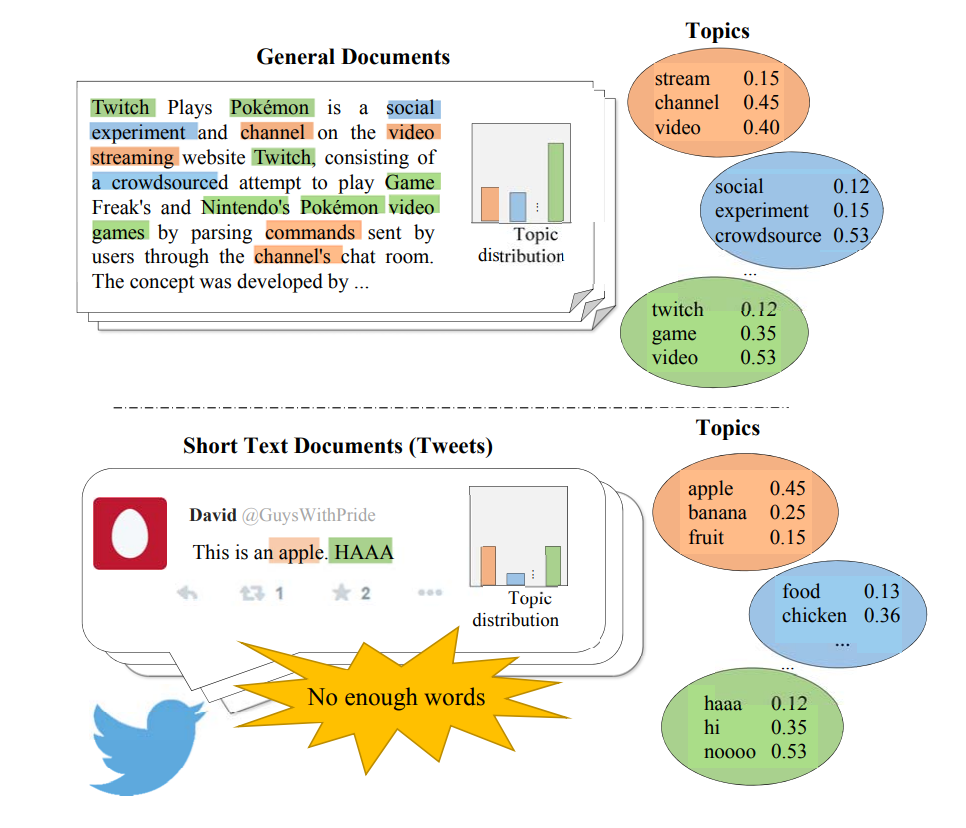 General Documents
Twitch Plays Pokémon is a social
experiment and channel on the video
streaming website Twitch, consisting of
a crowdsourced attempt to play Game
Freak's and Nintendo's Pokémon video
games by parsing commands sent by
users through the channel's chat room.
The concept was developed by ...
Topic
distribution
Topics
stream 0.15
channel 0.45
video 0.40
social 0.12
experiment 0.15
crowdsource 0.53
...
twitch 0.12
game 0.35
video 0.53
Short Text Documents (Tweets)
David @GuysWithPride
This is an apple. HAAA
1 2
Topic
distribution
No enough words
Topics
apple 0.45
banana 0.25
fruit 0.15
food 0.13
chicken 0.36
...
...
haaa 0.12
hi 0.35
noooo 0.53